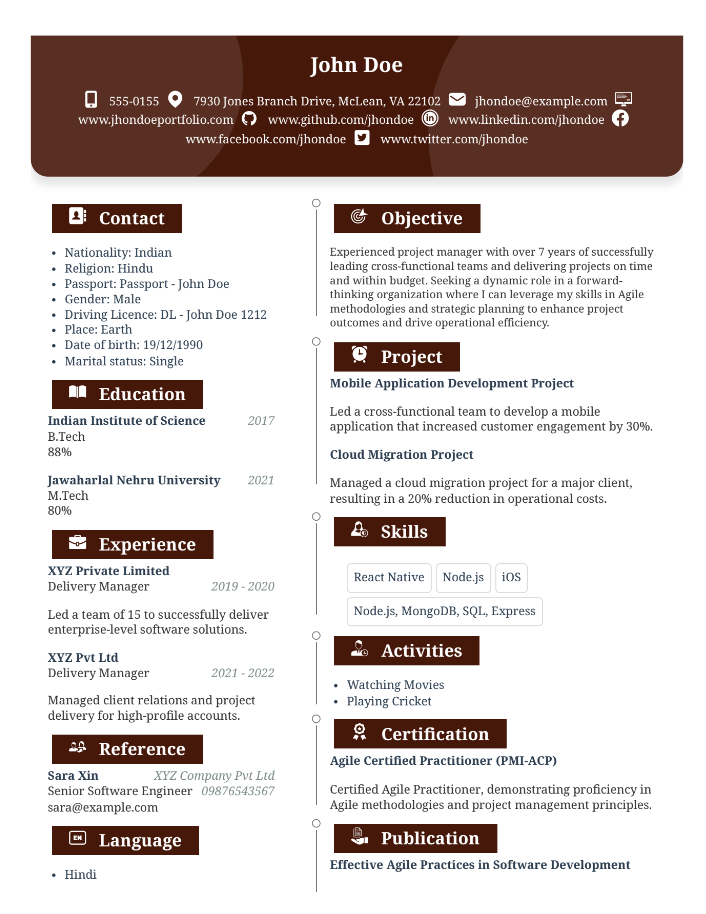 John Doe
555-0155 7930 Jones Branch Drive, McLean, VA 22102 jhondoe@example.com
www.jhondoeportfolio.com www.github.com/jhondoe www.linkedin.com/jhondoe
www.facebook.com/jhondoe www.twitter.com/jhondoe
Contact
• Nationality: Indian
• Religion: Hindu
• Passport: Passport - John Doe
• Gender: Male
• Driving Licence: DL - John Doe 1212
• Place: Earth
• Date of birth: 19/12/1990
• Marital status: Single
Education
Indian Institute of Science 2017
B.Tech
88%
Jawaharlal Nehru University 2021
M.Tech
80%
Experience
XYZ Private Limited
Delivery Manager 2019 - 2020
Led a team of 15 to successfully deliver
enterprise-level software solutions.
XYZ Pvt Ltd
Delivery Manager 2021 - 2022
Managed client relations and project
delivery for high-profile accounts.
Reference
Sara Xin XYZ Company Pvt Ltd
Senior Software Engineer 09876543567
sara@example.com
EN Language
• Hindi
Objective
Experienced project manager with over 7 years of successfully
leading cross-functional teams and delivering projects on time
and within budget. Seeking a dynamic role in a forward-
thinking organization where I can leverage my skills in Agile
methodologies and strategic planning to enhance project
outcomes and drive operational efficiency.
Project
Mobile Application Development Project
Led a cross-functional team to develop a mobile
application that increased customer engagement by 30%.
Cloud Migration Project
Managed a cloud migration project for a major client,
resulting in a 20% reduction in operational costs.
Skills
React Native Node.js iOS
Node.js, MongoDB, SQL, Express
Activities
• Watching Movies
• Playing Cricket
Certification
Agile Certified Practitioner (PMI-ACP)
Certified Agile Practitioner, demonstrating proficiency in
Agile methodologies and project management principles.
Publication
Effective Agile Practices in Software Development